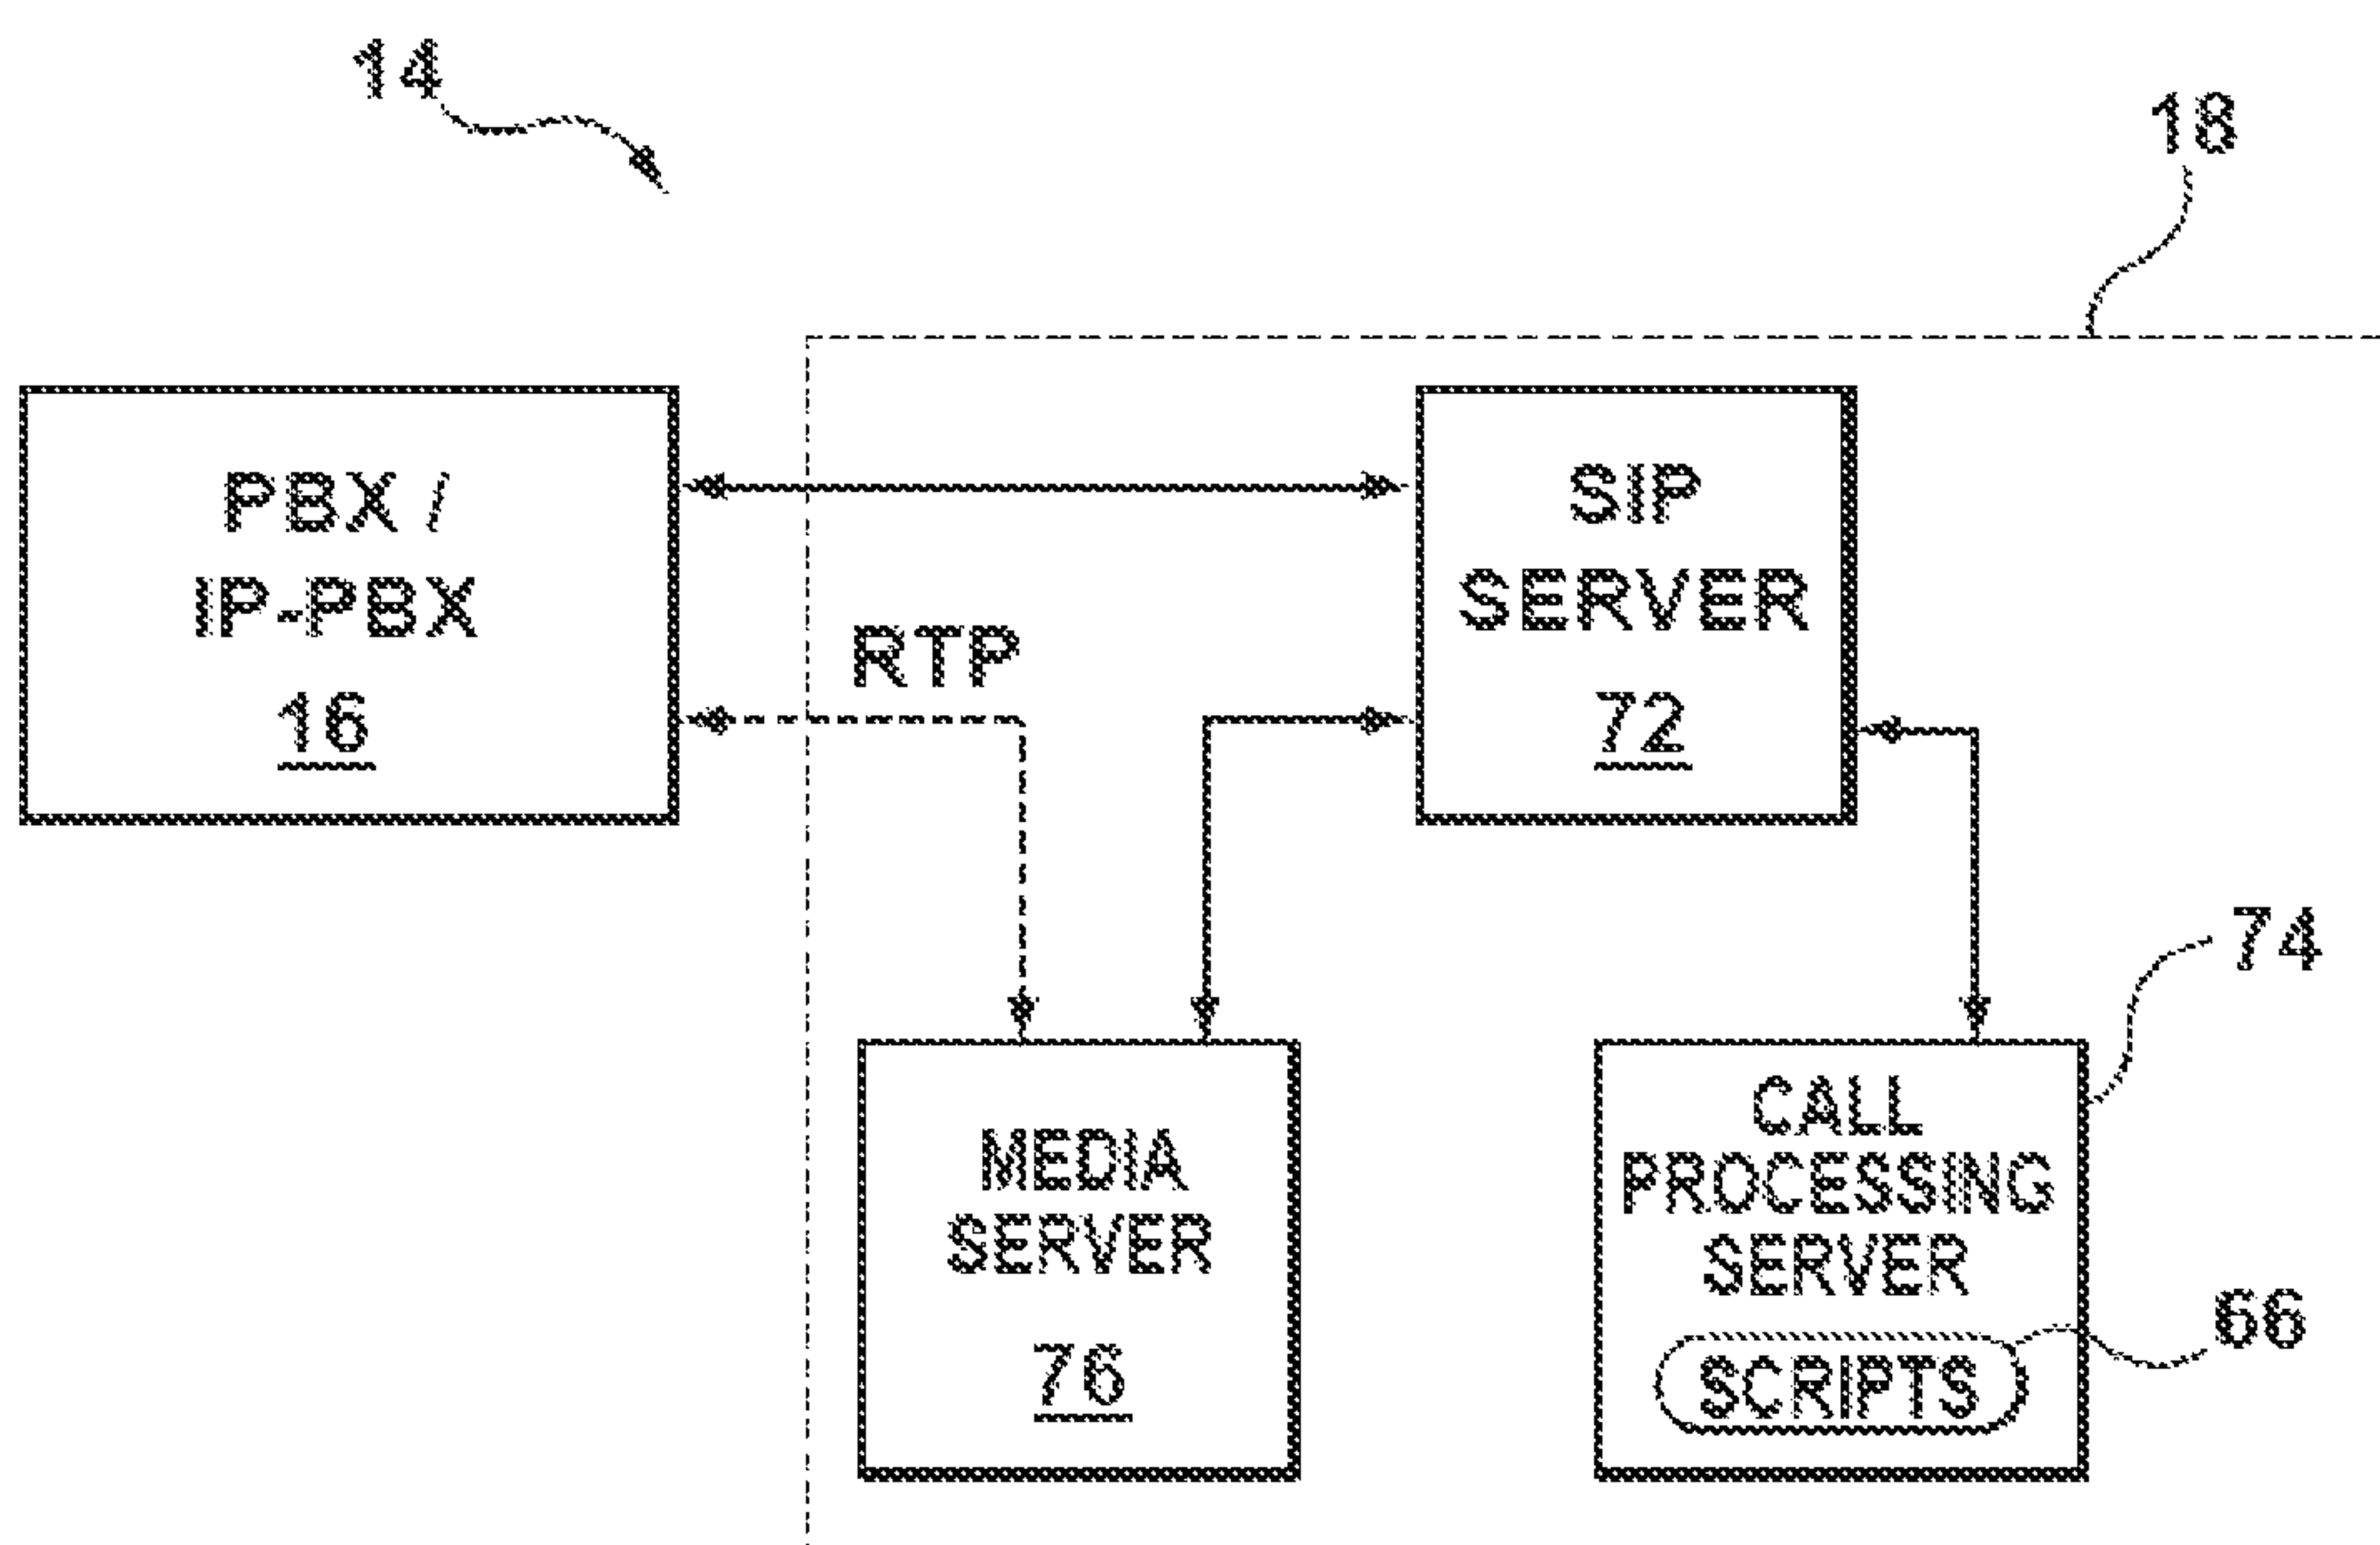 14
18
PBX /
IP-PBX
16
RTP
SIP
SERVER
72
74
MEDIA
SERVER
76
CALL
PROCESSING
SERVER
SCRIPTS
66